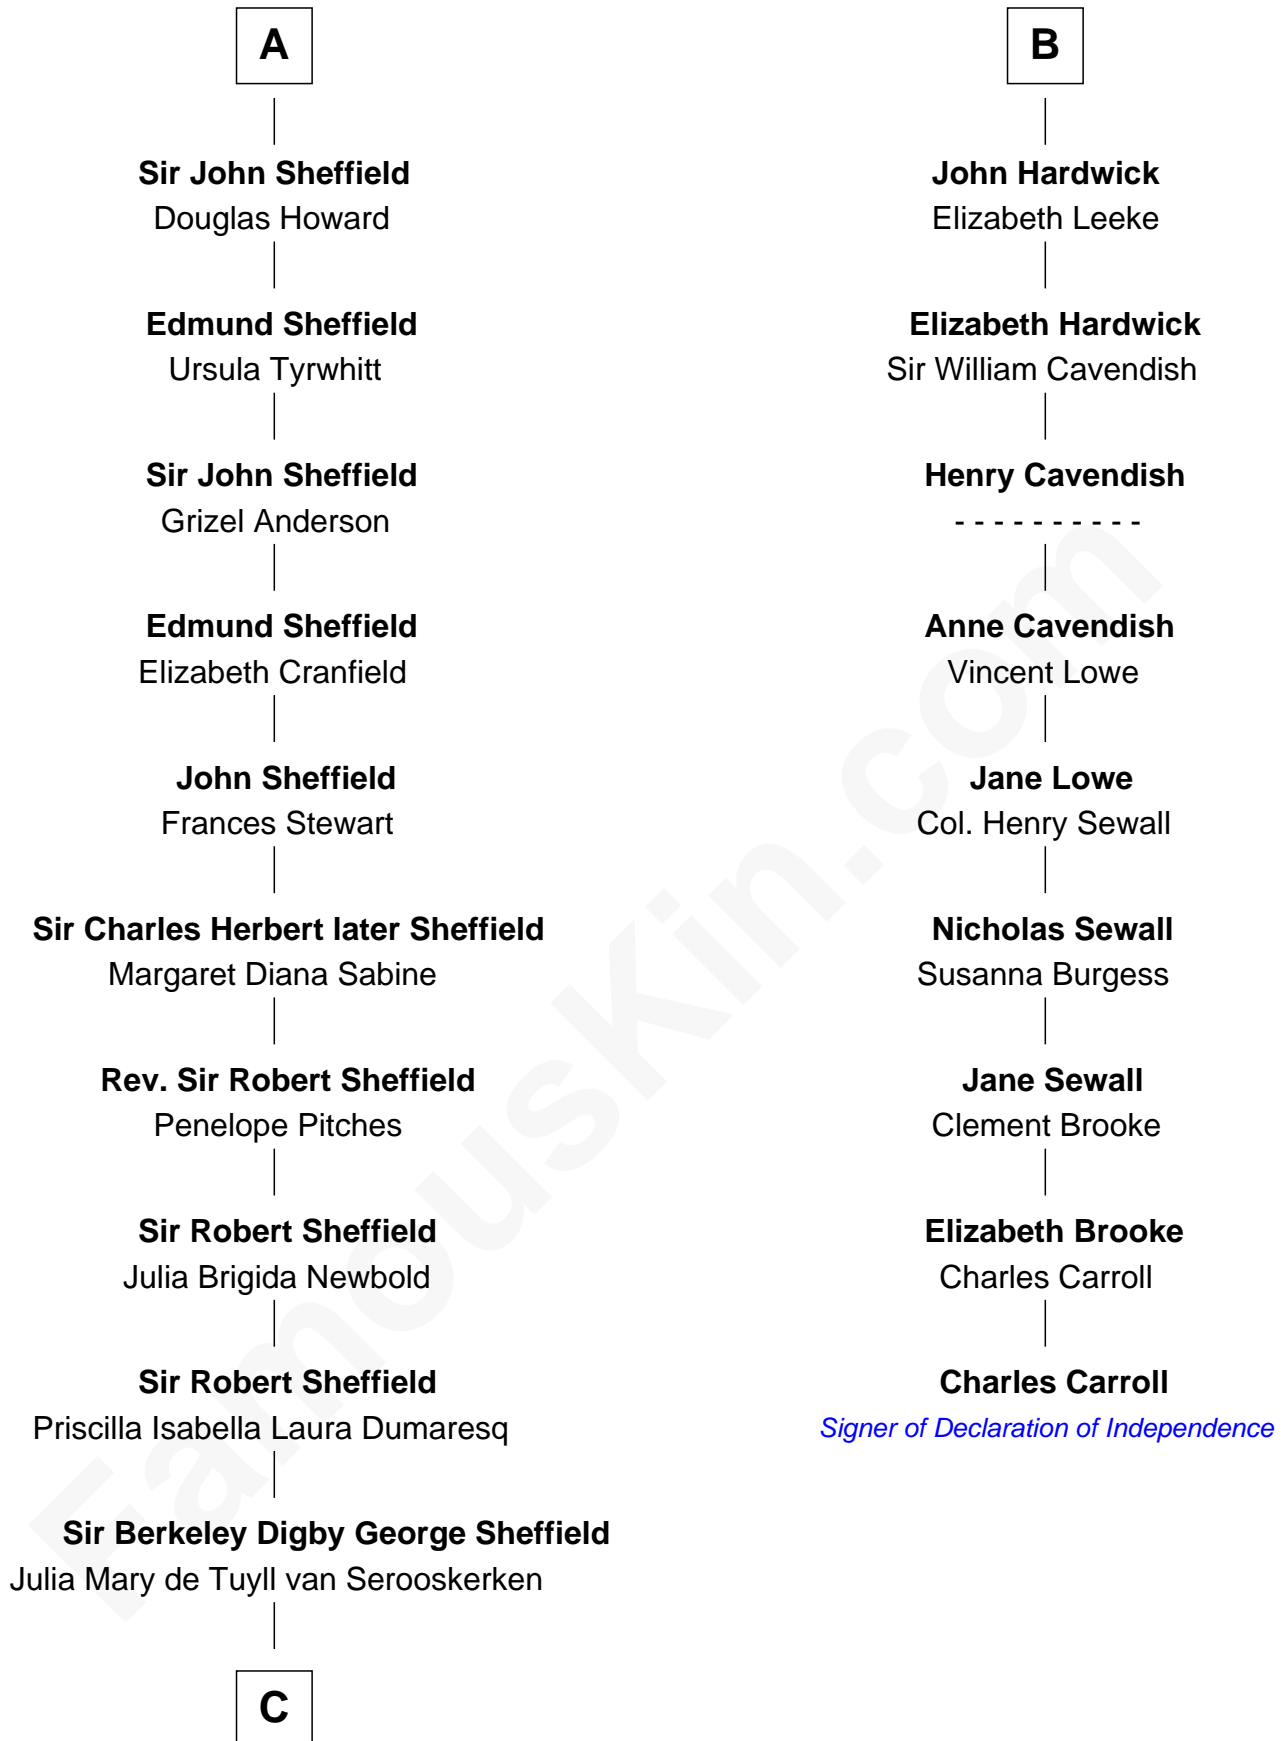 A
Sir John Sheffield
Douglas Howard
Edmund Sheffield
Ursula Tyrwhitt
Sir John Sheffield
Grizel Anderson
Edmund Sheffield
Elizabeth Cranfield
John Sheffield
Frances Stewart
Sir Charles Herbert later Sheffield
Margaret Diana Sabine
Rev. Sir Robert Sheffield
Penelope Pitches
Sir Robert Sheffield
Julia Brigida Newbold
Sir Robert Sheffield
Priscilla Isabella Laura Dumaresq
Sir Berkeley Digby George Sheffield
Julia Mary de Tuyll van Serooskerken
C
B
John Hardwick
Elizabeth Leeke
Elizabeth Hardwick
Sir William Cavendish
Henry Cavendish
- - - - - - - - - -
Anne Cavendish
Vincent Lowe
Jane Lowe
Col. Henry Sewall
Nicholas Sewall
Susanna Burgess
Jane Sewall
Clement Brooke
Elizabeth Brooke
Charles Carroll
Charles Carroll
Signer of Declaration of Independence
FamousKin.com